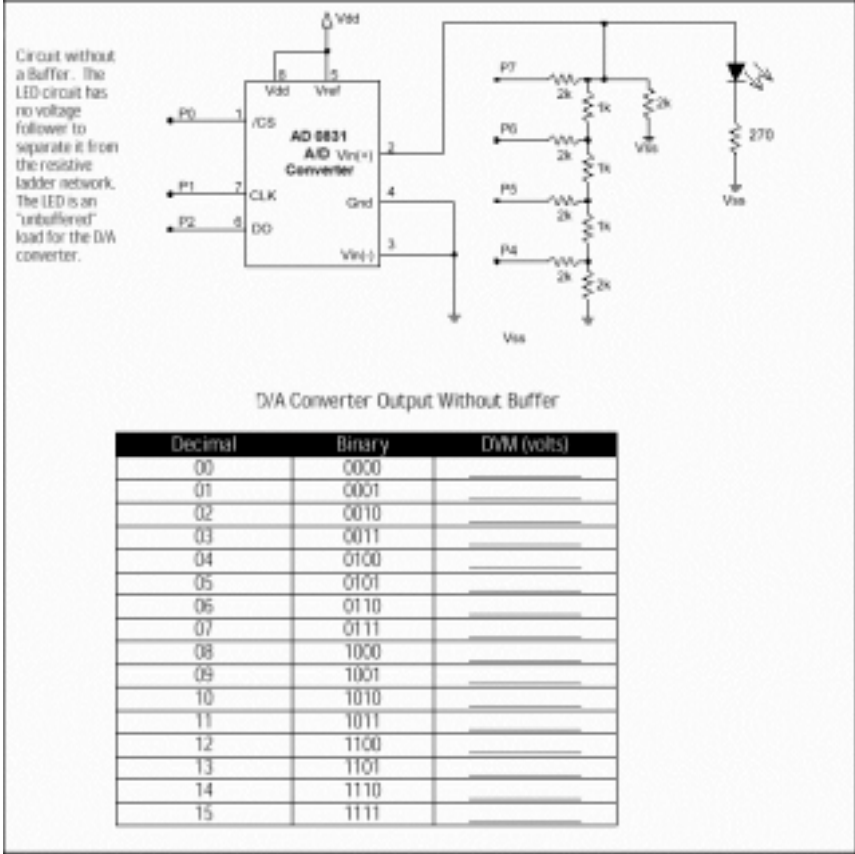 Circuit without
a Buffer. The
LED circuit has
no voltage
follower to
separate it from
the resistive
ladder network.
The LED is an
"unbuffered"
load for the D/A
converter.
Vdd
8 5
Vdd Vref
P0 1 /CS
AD 0831
A/D Vin(+) 2
Converter
P1 7 CLK
Gnd 4
P2 6 DO
Vin(-) 3
P7
2k
1k
2k
Vss
P6
2k
1k
P5
2k
1k
P4
2k
2k
Vss
270
Vss
D/A Converter Output Without Buffer
Decimal Binary DVM (volts)
00 0000
01 0001
02 0010
03 0011
04 0100
05 0101
06 0110
07 0111
08 1000
09 1001
10 1010
11 1011
12 1100
13 1101
14 1110
15 1111